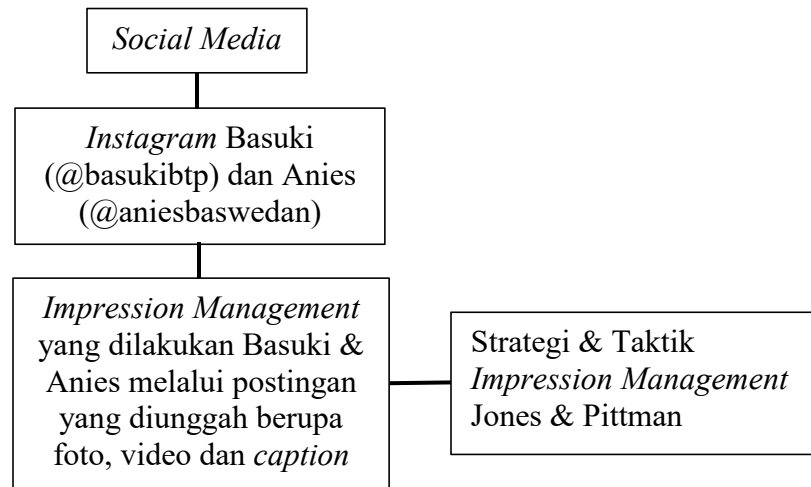 Social Media
Instagram Basuki
(@basukibtp) dan Anies
(@aniesbaswedan)
Impression Management
yang dilakukan Basuki &
Anies melalui postingan
yang diunggah berupa
foto, video dan caption
Strategi & Taktik
Impression Management
Jones & Pittman